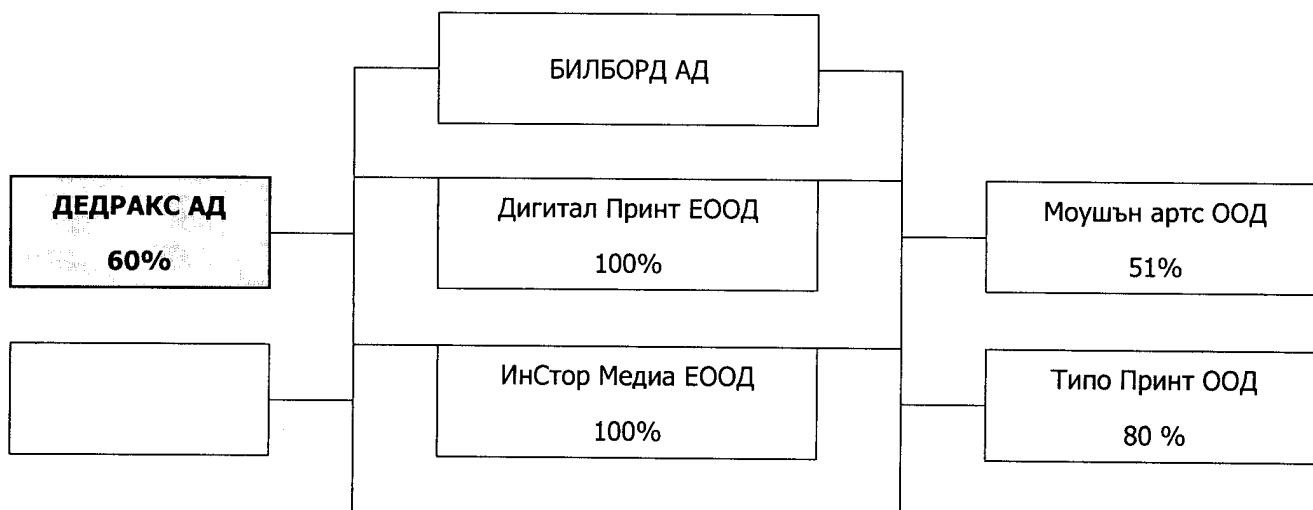 БИЛБОРД АД
ДЕДРАКС АД
60%
Дигитал Принт ЕООД
100%
Моушън артс ООД
51%
ИнСтор Медиа ЕООД
100%
Типо Принт ООД
80 %